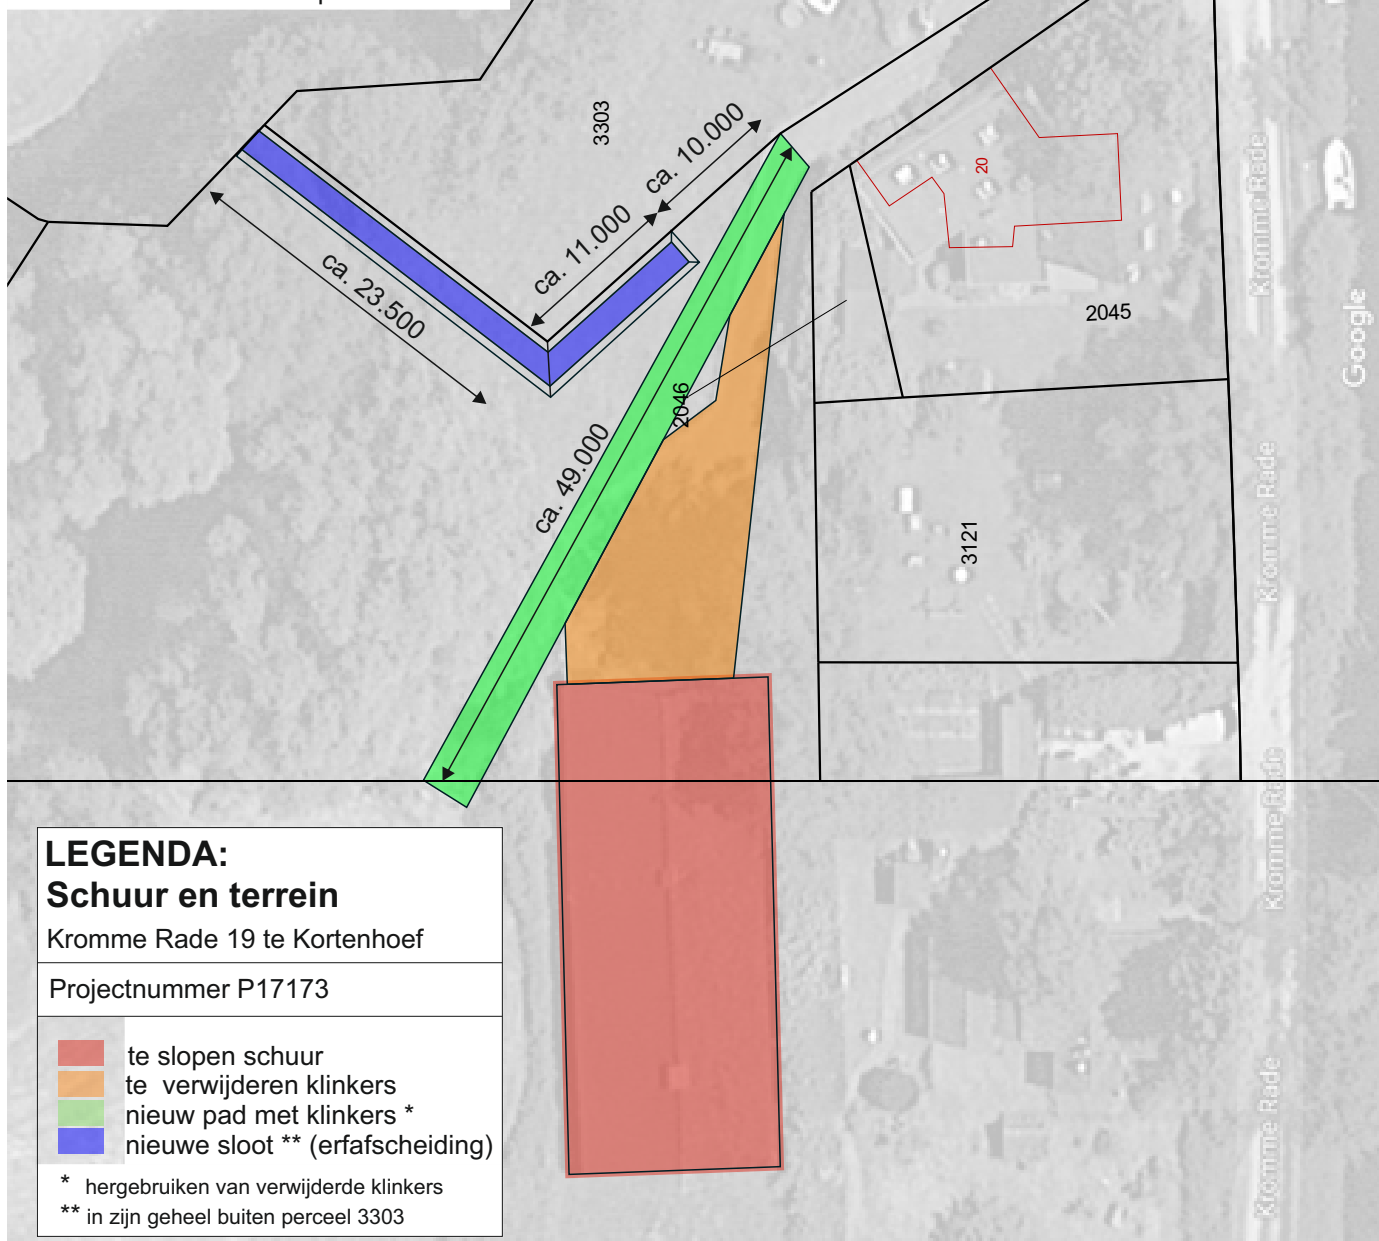 3303
ca. 10.000
ca. 11.000
ca. 23.500
ca. 49.000
20
2045
2046
3121
Kromme Rade
Google
Kromme Rade
Kromme Rade
Kromme Rade
LEGENDA:
Schuur en terrein
Kromme Rade 19 te Kortenhoef
Projectnummer P17173
te slopen schuur
te verwijderen klinkers
nieuw pad met klinkers *
nieuwe sloot ** (erfafscheiding)
* hergebruiken van verwijderde klinkers
** in zijn geheel buiten perceel 3303